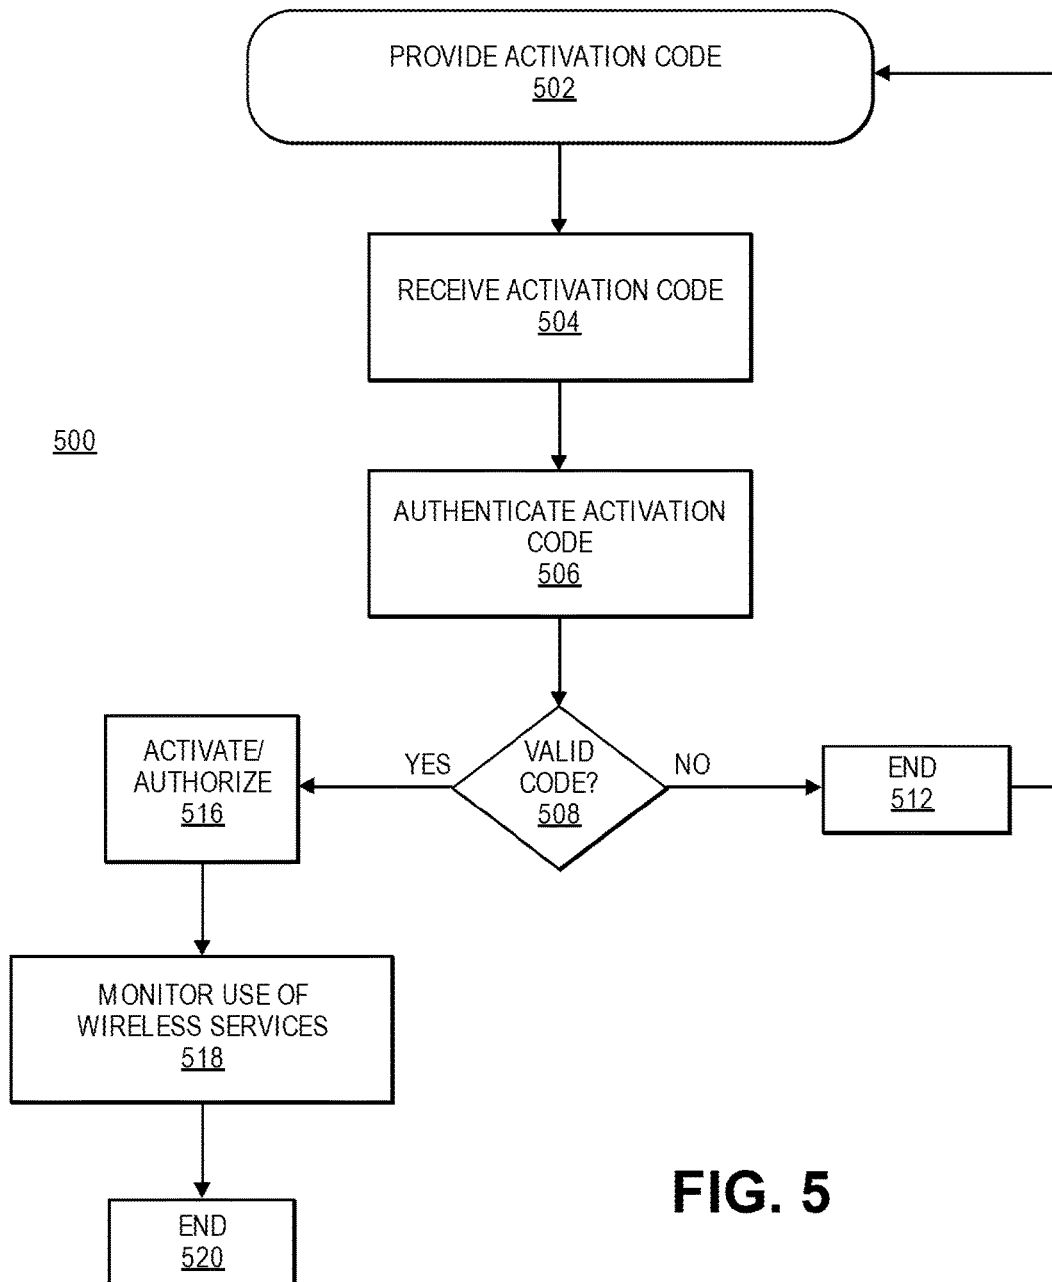 PROVIDE ACTIVATION CODE
502
RECEIVE ACTIVATION CODE
504
500
AUTHENTICATE ACTIVATION
CODE
506
ACTIVATE/
AUTHORIZE
516
YES
VALID
CODE?
508
NO
END
512
MONITOR USE OF
WIRELESS SERVICES
518
END
520
FIG. 5